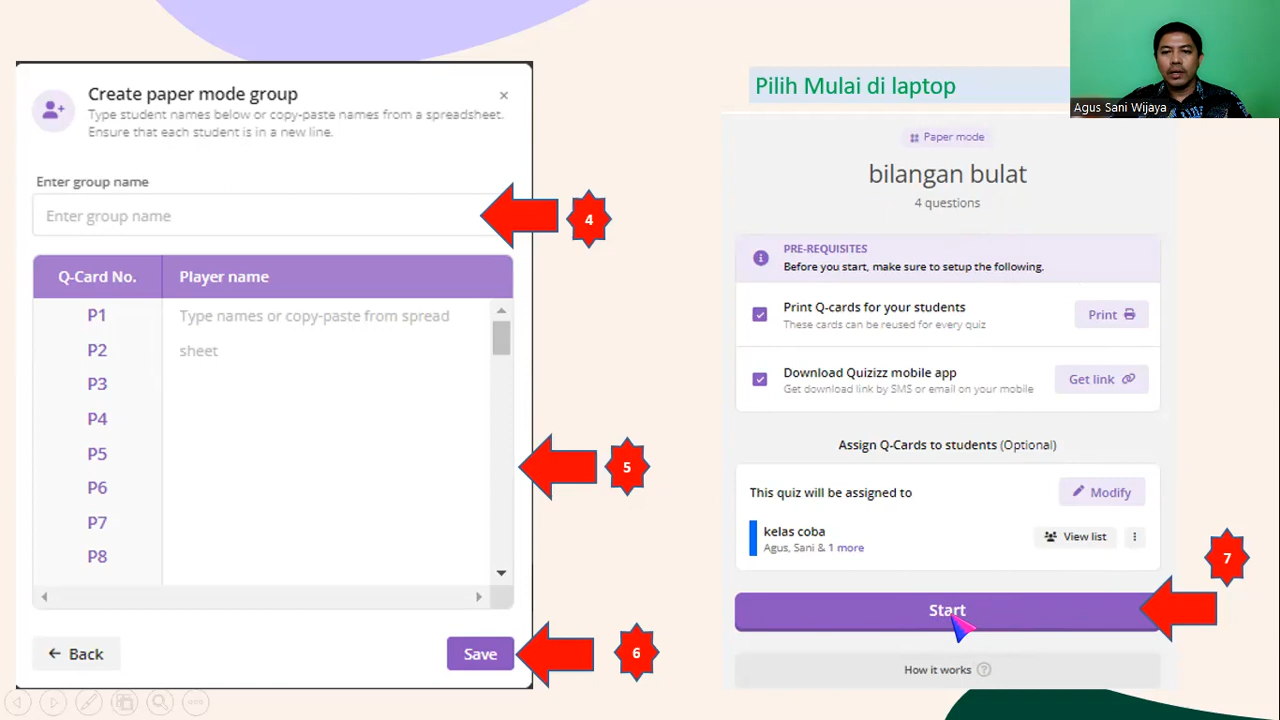 Create paper mode group
Type student names below or copy-paste names from a spreadsheet.
Ensure that each student is in a new line.
Enter group name
Enter group name
4
Q-Card No.
Player name
P1
Type names or copy-paste from spread
P2
sheet
P3
P4
P5
P6
P7
P8
5
Back
Save
6
Pilih Mulai di laptop
Agus Sani Wijaya
Paper mode
bilangan bulat
4 questions
PRE-REQUISITES
Before you start, make sure to setup the following.
Print Q-cards for your students
These cards can be reused for every quiz
Print
Download Quizizz mobile app
Get download link by SMS or email on your mobile
Get link
Assign Q-Cards to students (Optional)
This quiz will be assigned to
Modify
kelas coba
Agus, Sani & 1 more
View list
7
Start
How it works